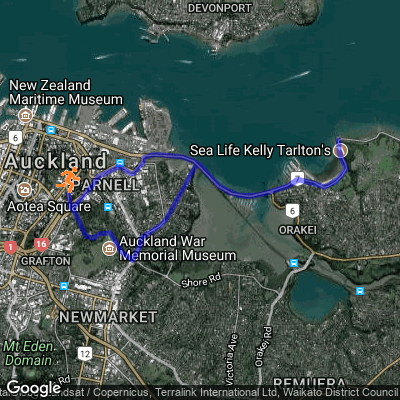 DEVONPORT
New Zealand
Maritime Museum
6
Sea Life Kelly Tarlton's
Auckland
PARNELL
Aotea Square
6
ORAKEI
1
16
Auckland War
Memorial Museum
GRAFTON
Shore Rd
NEWMARKET
Victoria Ave
Orakei Rd
Mt Eden
Domain
12
Rd
REMUERA
Google
Landsat / Copernicus, Terralink International Ltd, Waikato District Council